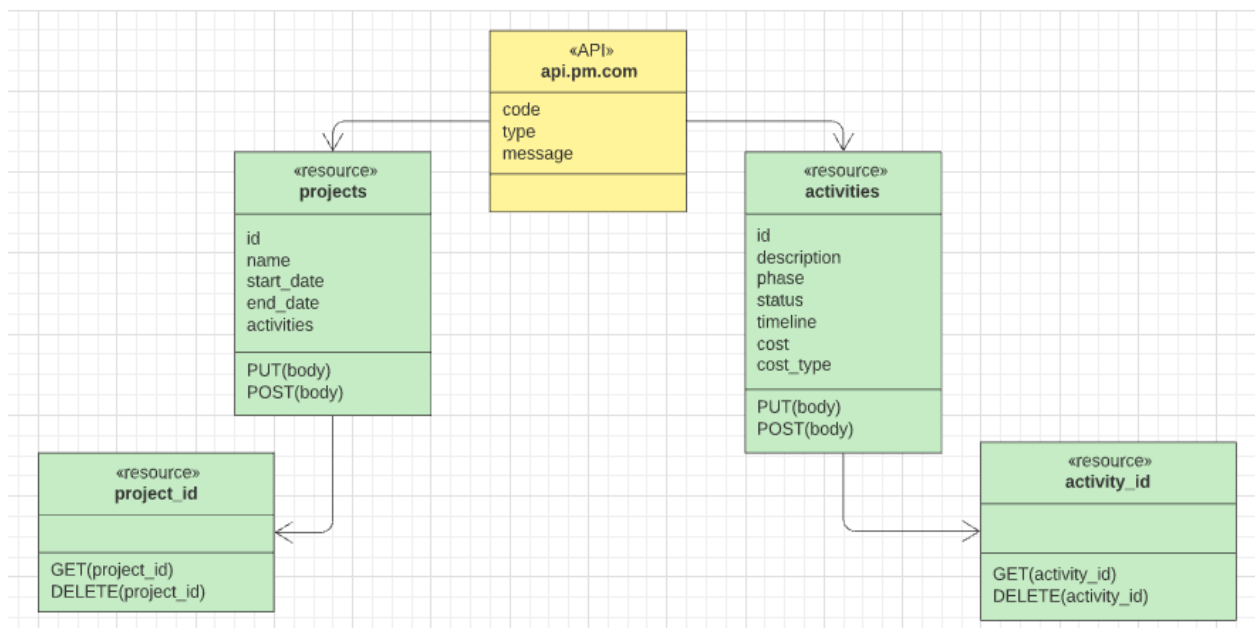 «API»
api.pm.com
code
type
message
«resource»
projects
id
name
start_date
end_date
activities
PUT(body)
POST(body)
«resource»
activities
id
description
phase
status
timeline
cost
cost_type
PUT(body)
POST(body)
«resource»
project_id
GET(project_id)
DELETE(project_id)
«resource»
activity_id
GET(activity_id)
DELETE(activity_id)